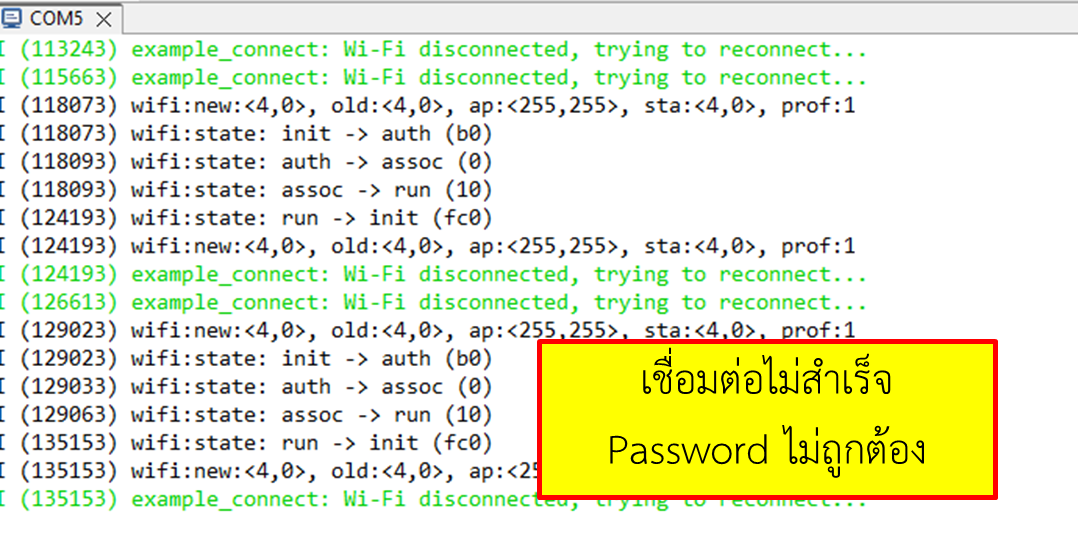 COM5
I (113243) example_connect: Wi-Fi disconnected, trying to reconnect...
I (115663) example_connect: Wi-Fi disconnected, trying to reconnect...
I (118073) wifi:new:<4,0>, old:<4,0>, ap:<255,255>, sta:<4,0>, prof:1
I (118073) wifi:state: init -> auth (b0)
I (118093) wifi:state: auth -> assoc (0)
I (118093) wifi:state: assoc -> run (10)
I (124193) wifi:state: run -> init (fc0)
I (124193) wifi:new:<4,0>, old:<4,0>, ap:<255,255>, sta:<4,0>, prof:1
I (124193) example_connect: Wi-Fi disconnected, trying to reconnect...
I (126613) example_connect: Wi-Fi disconnected, trying to reconnect...
I (129023) wifi:new:<4,0>, old:<4,0>, ap:<255,255>, sta:<4,0>, prof:1
I (129023) wifi:state: init -> auth (b0)
I (129033) wifi:state: auth -> assoc (0)
I (129063) wifi:state: assoc -> run (10)
I (135153) wifi:state: run -> init (fc0)
I (135153) wifi:new:<4,0>, old:<4,0>, ap:<25
I (135153) example_connect: Wi-Fi disconnected, trying to reconnect...
เชื่อมต่อไม่สำเร็จ
Password ไม่ถูกต้อง